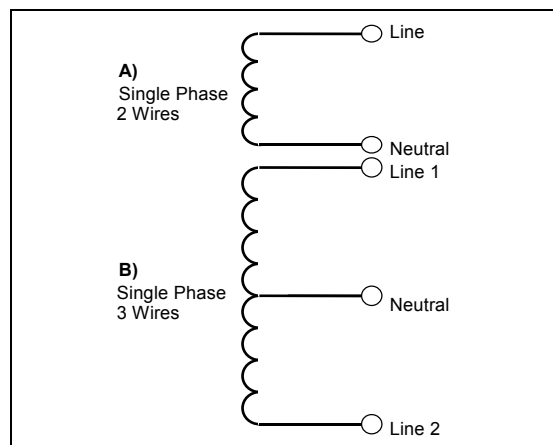 Line
A)
Single Phase
2 Wires
Neutral
Line 1
B)
Single Phase
3 Wires
Neutral
Line 2